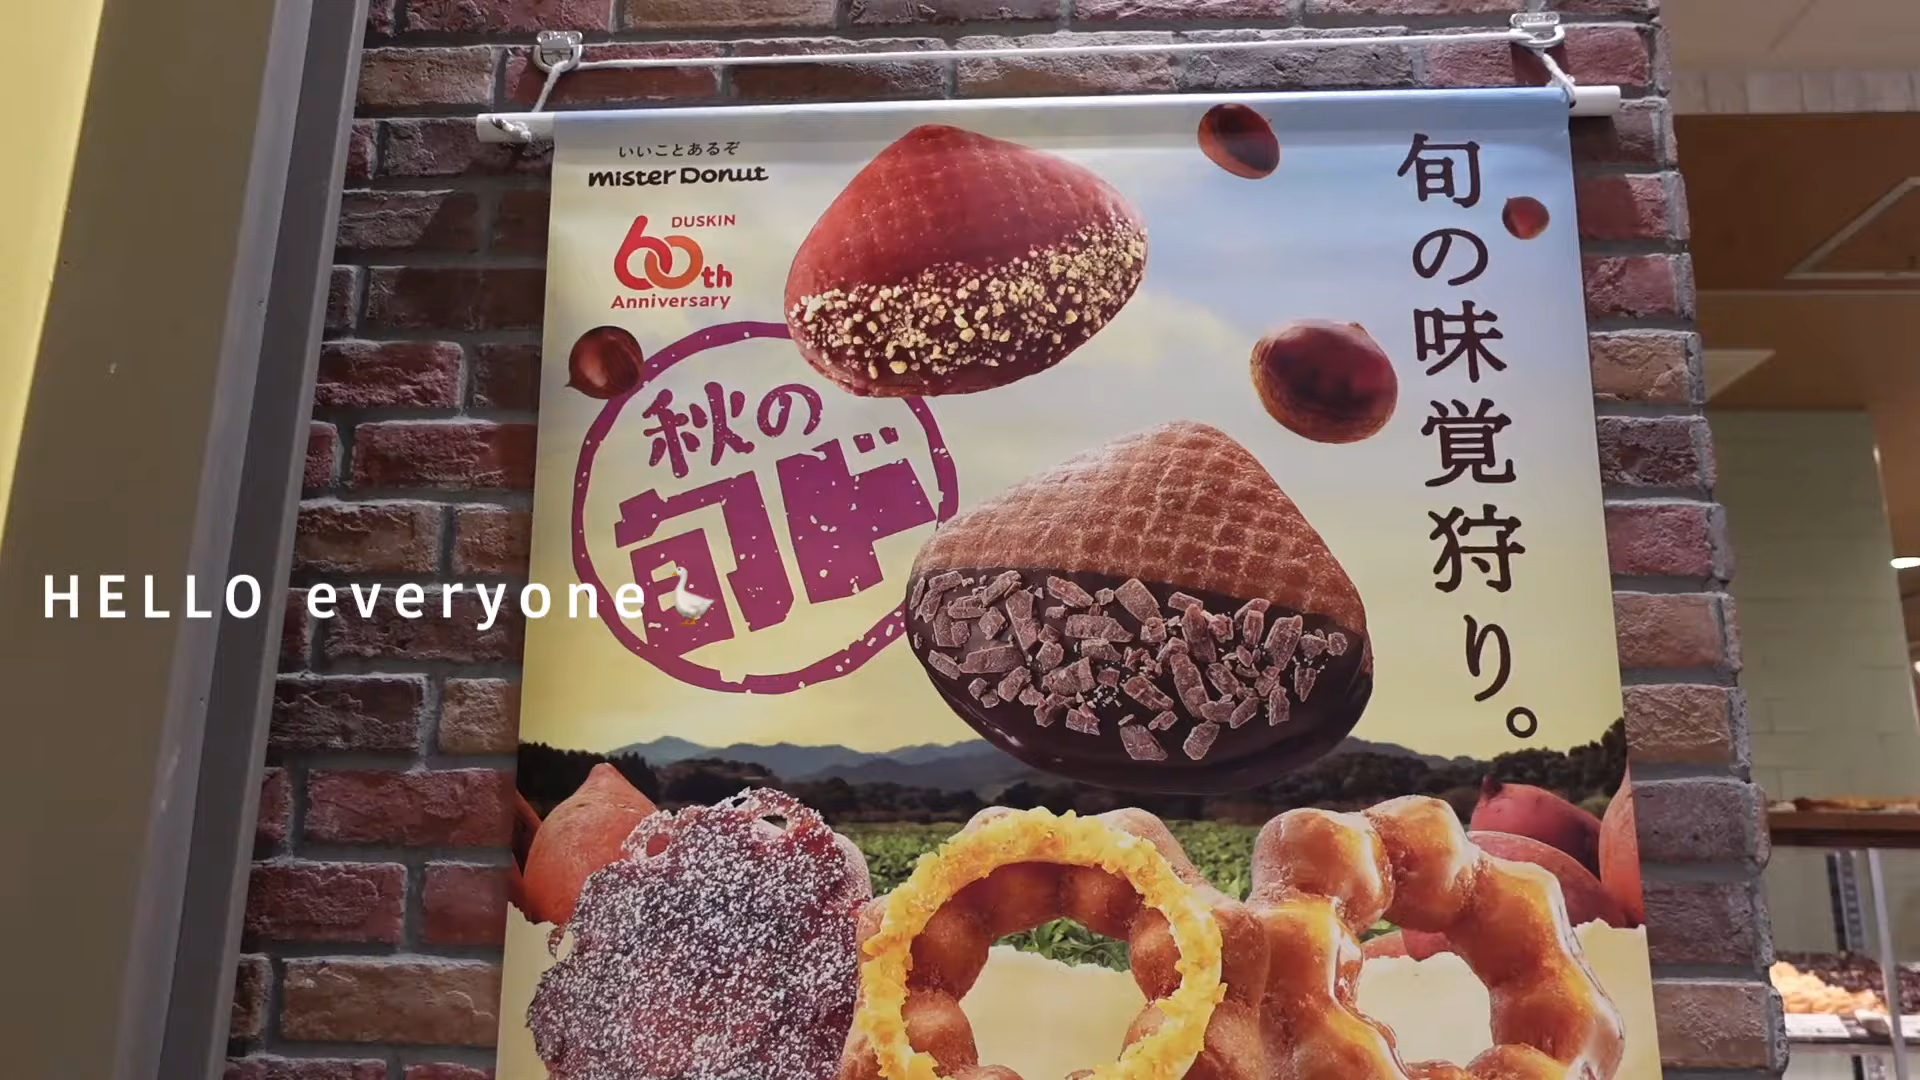 いいことあるぞ
mister Donut
DUSKIN
60th
Anniversary
秋の
旬ド
旬の味覚狩り。
HELLO everyone🦢